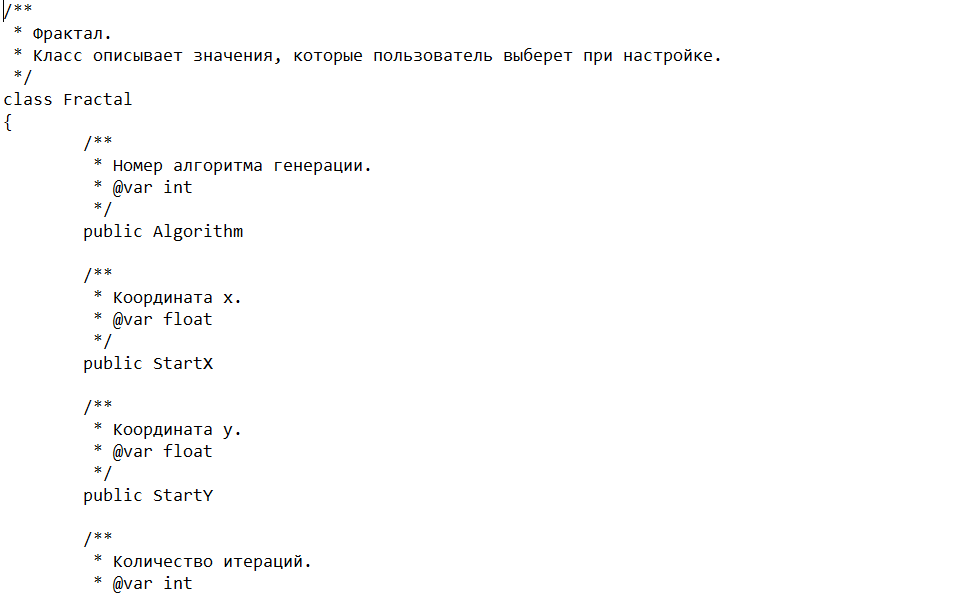 /**
 * Фрактал.
 * Класс описывает значения, которые пользователь выберет при настройке.
 */
class Fractal
{
        /**
         * Номер алгоритма генерации.
         * @var int
         */
        public Algorithm

        /**
         * Координата x.
         * @var float
         */
        public StartX

        /**
         * Координата y.
         * @var float
         */
        public StartY

        /**
         * Количество итераций.
         * @var int